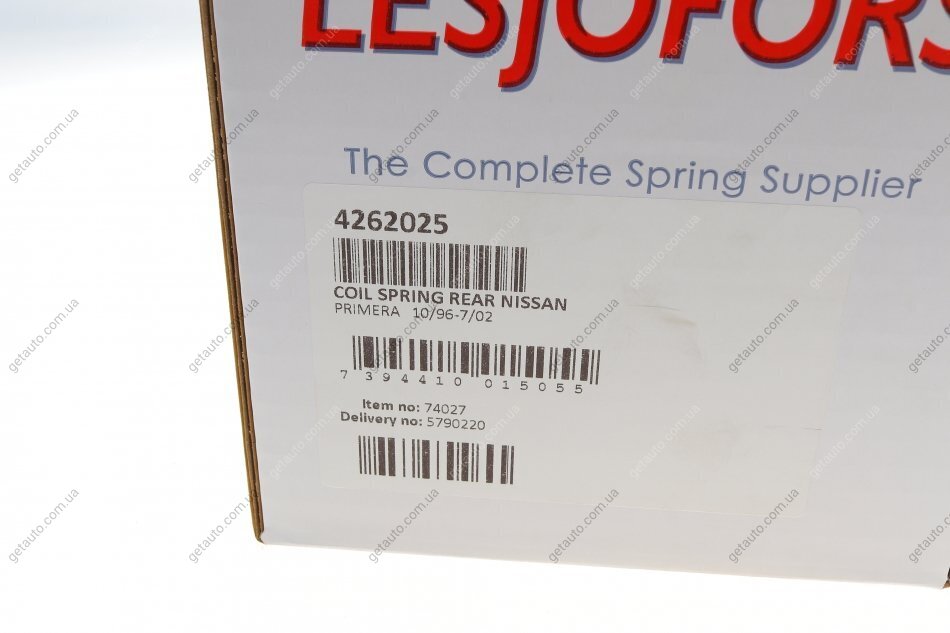 LESJÖFORS
The Complete Spring Supplier
4262025
COIL SPRING REAR NISSAN
PRIMERA 10/96-7/02
7 394410 015055
Item no: 74027
Delivery no: 5790220
getauto.com.ua